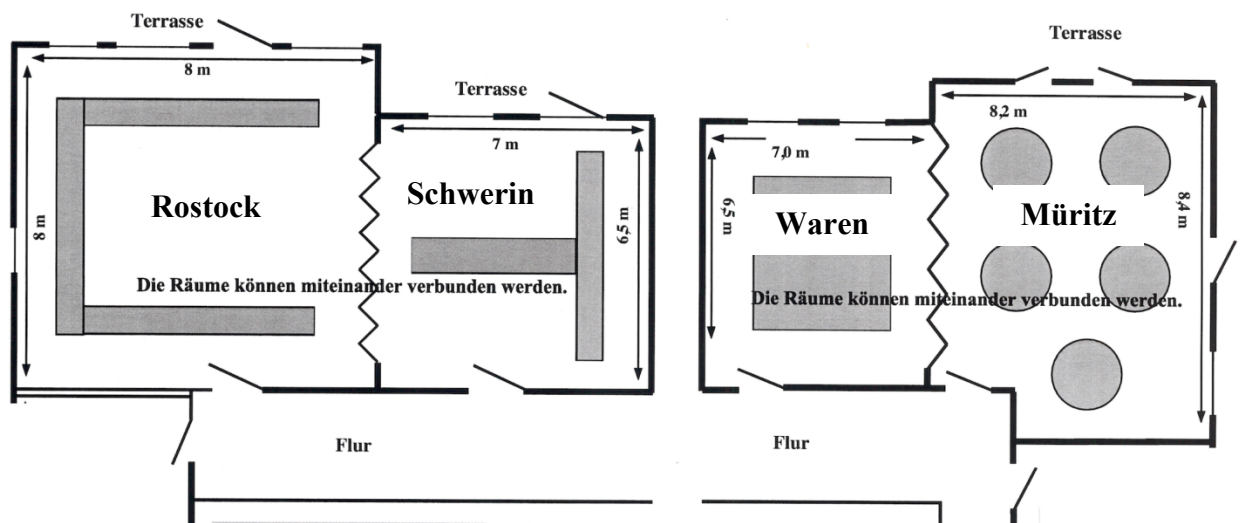 Terrasse
8 m
8 m
Rostock
Terrasse
7 m
6,5 m
Schwerin
Die Räume können miteinander verbunden werden.
Flur
Terrasse
7,0 m
6,5 m
Waren
8,2 m
8,4 m
Müritz
Die Räume können miteinander verbunden werden.
Flur